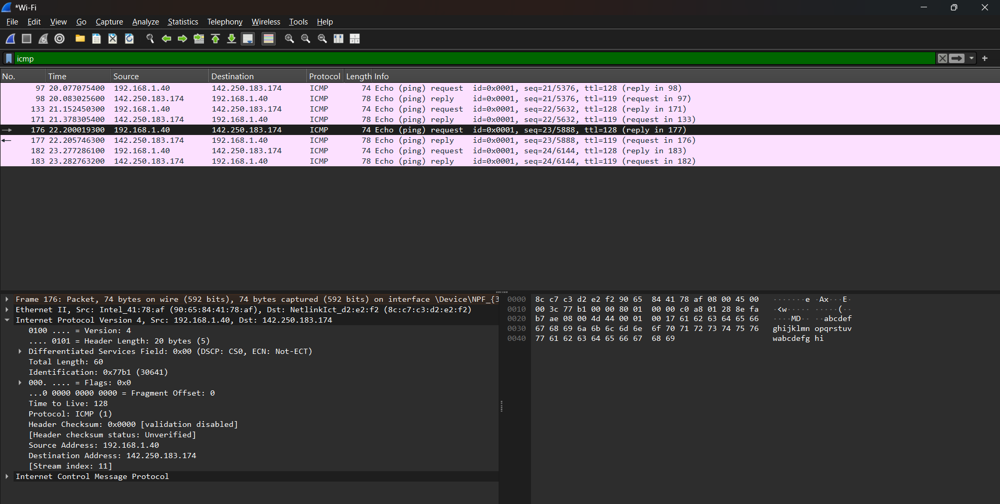 *Wi-Fi
File Edit View Go Capture Analyze Statistics Telephony Wireless Tools Help
icmp
No. Time Source Destination Protocol Length Info
97 20.077075400 192.168.1.40 142.250.183.174 ICMP 74 Echo (ping) request id=0x0001, seq=21/5376, ttl=128 (reply in 98)
98 20.083025600 142.250.183.174 192.168.1.40 ICMP 78 Echo (ping) reply id=0x0001, seq=21/5376, ttl=119 (request in 97)
133 21.152450300 192.168.1.40 142.250.183.174 ICMP 74 Echo (ping) request id=0x0001, seq=22/5632, ttl=128 (reply in 171)
171 21.378305400 142.250.183.174 192.168.1.40 ICMP 78 Echo (ping) reply id=0x0001, seq=22/5632, ttl=119 (request in 133)
176 22.200019300 192.168.1.40 142.250.183.174 ICMP 74 Echo (ping) request id=0x0001, seq=23/5888, ttl=128 (reply in 177)
177 22.205746300 142.250.183.174 192.168.1.40 ICMP 78 Echo (ping) reply id=0x0001, seq=23/5888, ttl=119 (request in 176)
182 23.277286100 192.168.1.40 142.250.183.174 ICMP 74 Echo (ping) request id=0x0001, seq=24/6144, ttl=128 (reply in 183)
183 23.282763200 142.250.183.174 192.168.1.40 ICMP 78 Echo (ping) reply id=0x0001, seq=24/6144, ttl=119 (request in 182)
Frame 176: Packet, 74 bytes on wire (592 bits), 74 bytes captured (592 bits) on interface \Device\NPF_{3
Ethernet II, Src: Intel_41:78:af (90:65:84:41:78:af), Dst: NetlinkIct_d2:e2:f2 (8c:c7:c3:d2:e2:f2)
Internet Protocol Version 4, Src: 192.168.1.40, Dst: 142.250.183.174
0100 .... = Version: 4
.... 0101 = Header Length: 20 bytes (5)
Differentiated Services Field: 0x00 (DSCP: CS0, ECN: Not-ECT)
Total Length: 60
Identification: 0x77b1 (30641)
000. .... = Flags: 0x0
...0 0000 0000 0000 = Fragment Offset: 0
Time to Live: 128
Protocol: ICMP (1)
Header Checksum: 0x0000 [validation disabled]
[Header checksum status: Unverified]
Source Address: 192.168.1.40
Destination Address: 142.250.183.174
[Stream index: 11]
Internet Control Message Protocol
0000 8c c7 c3 d2 e2 f2 90 65 84 41 78 af 08 00 45 00 ·······e ·Ax···E·
0010 00 3c 77 b1 00 00 80 01 00 00 c0 a8 01 28 8e fa ·<w····· ·····(··
0020 b7 ae 08 00 4d 44 00 01 00 17 61 62 63 64 65 66 ····MD·· ··abcdef
0030 67 68 69 6a 6b 6c 6d 6e 6f 70 71 72 73 74 75 76 ghijklmn opqrstuv
0040 77 61 62 63 64 65 66 67 68 69 wabcdefg hi